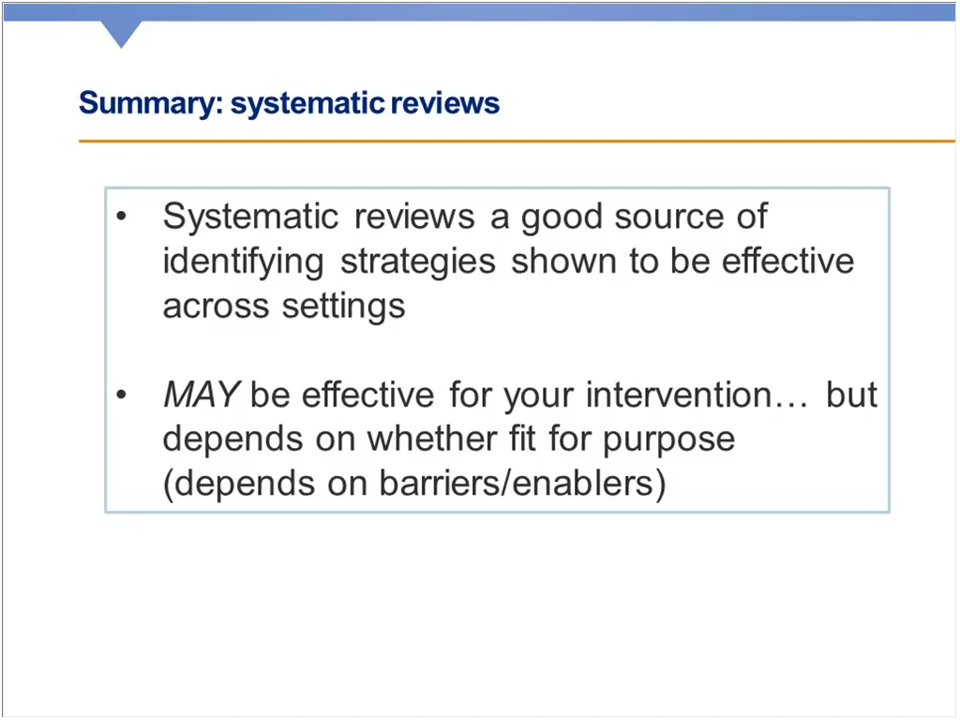 Summary: systematic reviews
• Systematic reviews a good source of
identifying strategies shown to be effective
across settings
• MAY be effective for your intervention… but
depends on whether fit for purpose
(depends on barriers/enablers)